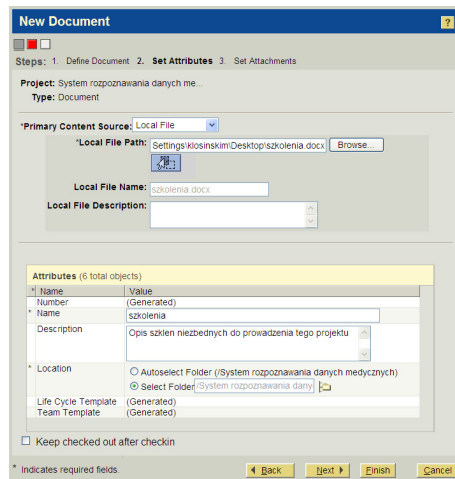 New Document
?
Steps: 1. Define Document 2. Set Attributes 3. Set Attachments
Project: System rozpoznawania danych me...
Type: Document
*Primary Content Source: Local File
*Local File Path: Settings\klosinskim\Desktop\szkolenia.docx Browse...
Local File Name: szkolenia.docx
Local File Description:
Attributes (6 total objects)
* Name Value
Number (Generated)
* Name szkolenia
Description Opis szklen niezbednych do prowadzenia tego projektu
* Location Autoselect Folder (/System rozpoznawania danych medycznych)
Select Folder /System rozpoznawania dany
Life Cycle Template (Generated)
Team Template (Generated)
Keep checked out after checkin
* Indicates required fields. Back Next Finish Cancel